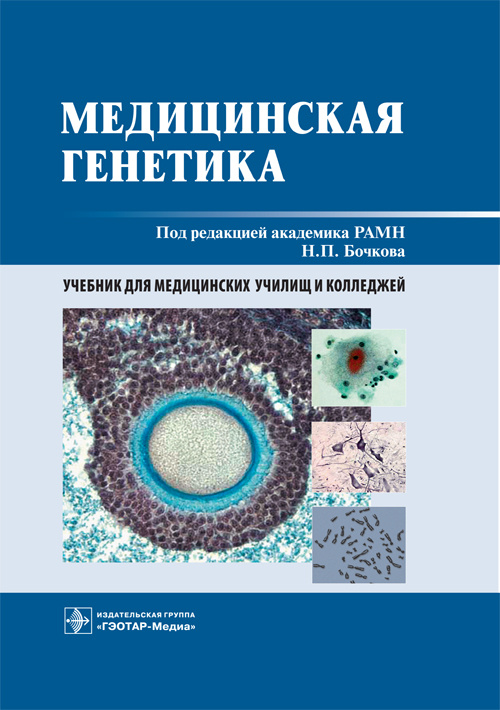 МЕДИЦИНСКАЯ
ГЕНЕТИКА
Под редакцией академика РАМН
Н.П. Бочкова
УЧЕБНИК ДЛЯ МЕДИЦИНСКИХ УЧИЛИЩ И КОЛЛЕДЖЕЙ
ИЗДАТЕЛЬСКАЯ ГРУППА
«ГЭОТАР-Медиа»